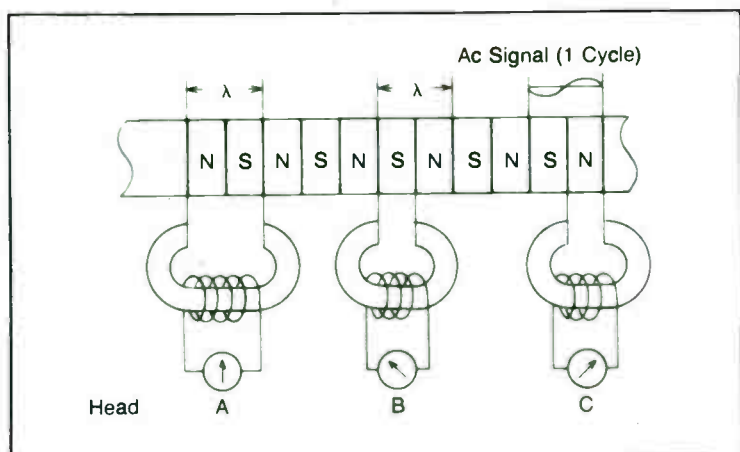 Ac Signal (1 Cycle)
λ λ
N S N S N S N S N S N
Head A B C